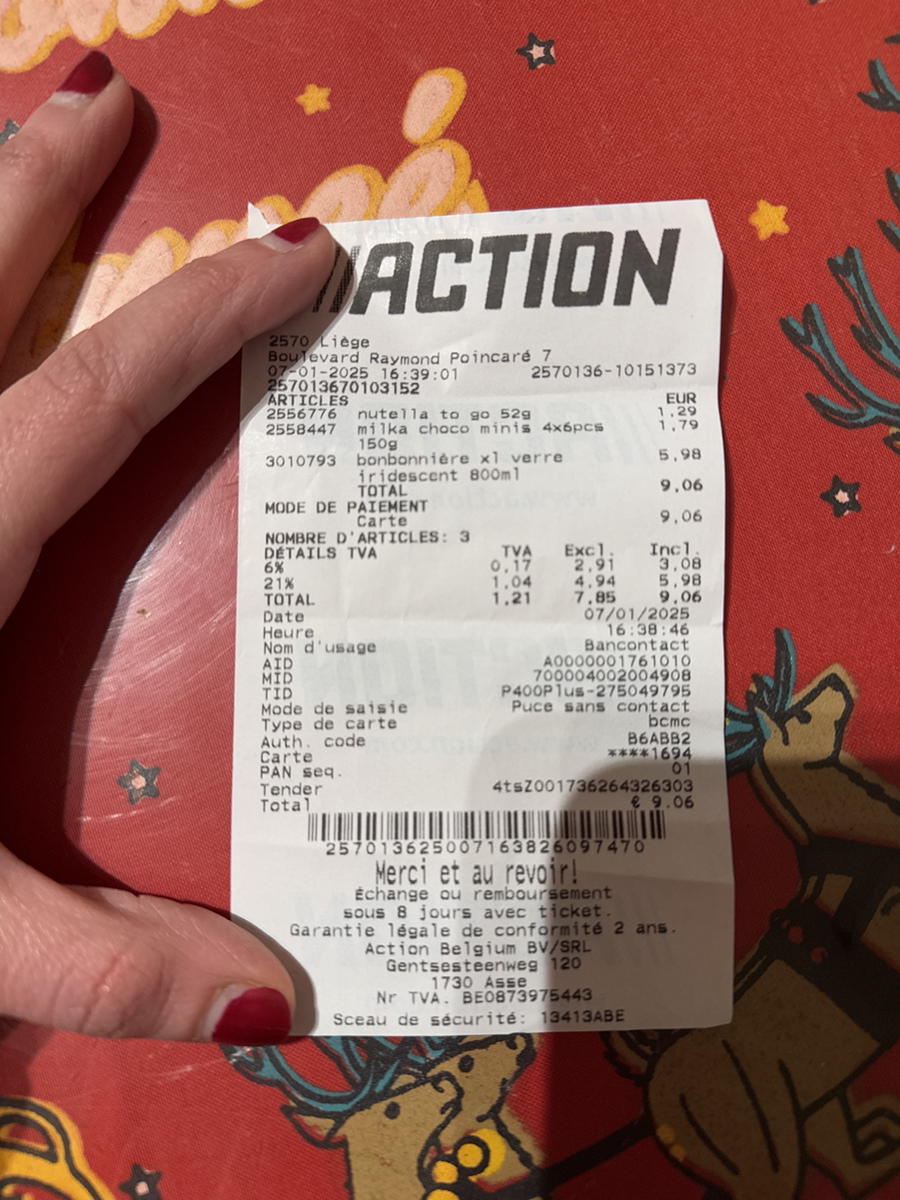 ACTION
2570 Liège
Boulevard Raymond Poincaré 7
07-01-2025 16:39:01 2570136-10151373
257013670103152
ARTICLES EUR
2556776 nutella to go 52g 1,29
2558447 milka choco minis 4x6pcs 1,79
150g
3010793 bonbonnière x1 verre 5,98
iridescent 800ml
TOTAL 9,06
MODE DE PAIEMENT
Carte 9,06
NOMBRE D'ARTICLES: 3
DÉTAILS TVA TVA Excl. Incl.
6% 0,17 2,91 3,08
21% 1,04 4,94 5,98
TOTAL 1,21 7,85 9,06
Date 07/01/2025
Heure 16:38:46
Nom d'usage Bancontact
AID A0000001761010
MID 700004002004908
TID P400Plus-275049795
Mode de saisie Puce sans contact
Type de carte bcmc
Auth. code B6ABB2
Carte ****1694
PAN seq. 01
Tender 4tsZ001736264326303
Total € 9.06
257013625007163826097470
Merci et au revoir!
Échange ou remboursement
sous 8 jours avec ticket.
Garantie légale de conformité 2 ans.
Action Belgium BV/SRL
Gentsesteenweg 120
1730 Asse
Nr TVA. BE0873975443
Sceau de sécurité: 13413ABE